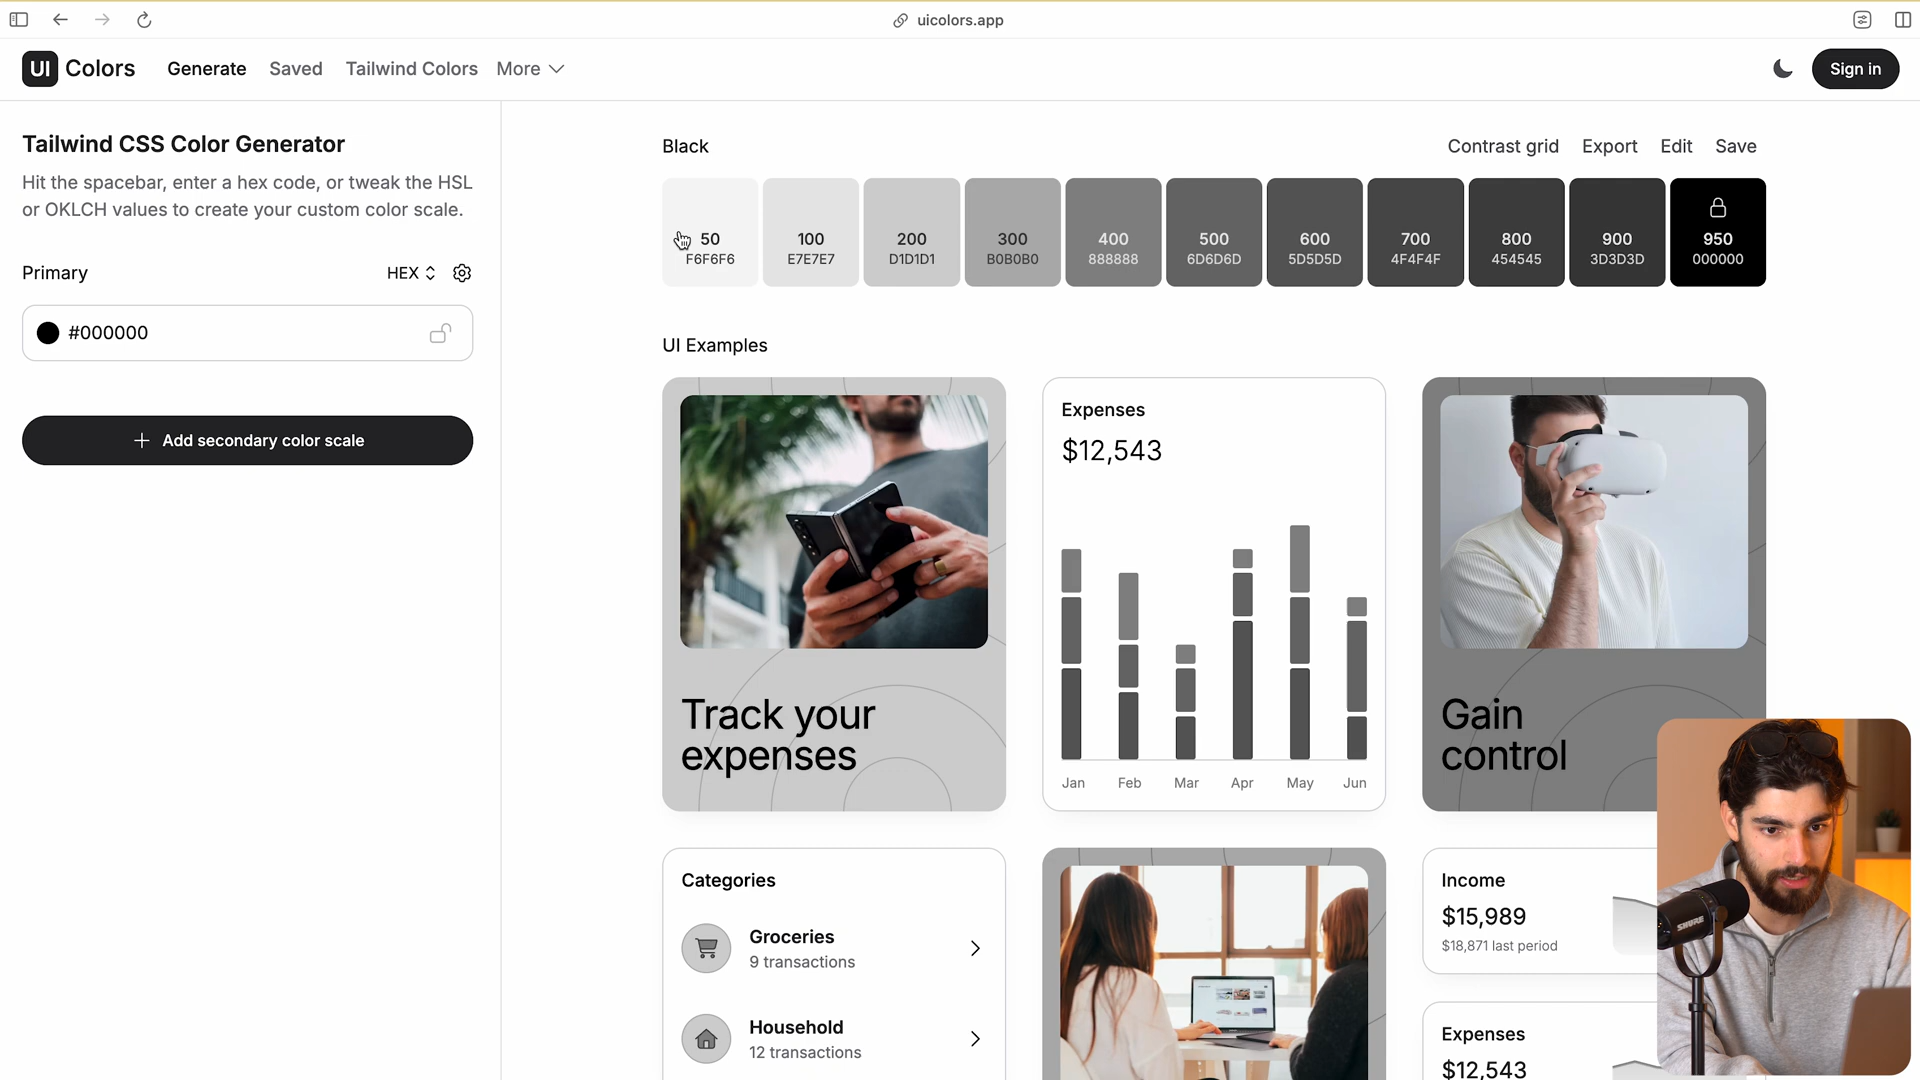 uicolors.app
UI Colors Generate Saved Tailwind Colors More Sign in
Tailwind CSS Color Generator
Hit the spacebar, enter a hex code, or tweak the HSL
or OKLCH values to create your custom color scale.
Primary HEX
#000000
+ Add secondary color scale
Black Contrast grid Export Edit Save
50 100 200 300 400 500 600 700 800 900 950
F6F6F6 E7E7E7 D1D1D1 B0B0B0 888888 6D6D6D 5D5D5D 4F4F4F 454545 3D3D3D 000000
UI Examples
Track your
expenses
Expenses
$12,543
Jan Feb Mar Apr May Jun
Gain
control
Categories
Groceries
9 transactions
Household
12 transactions
Income
$15,989
$18,871 last period
Expenses
$12,543
SHURE